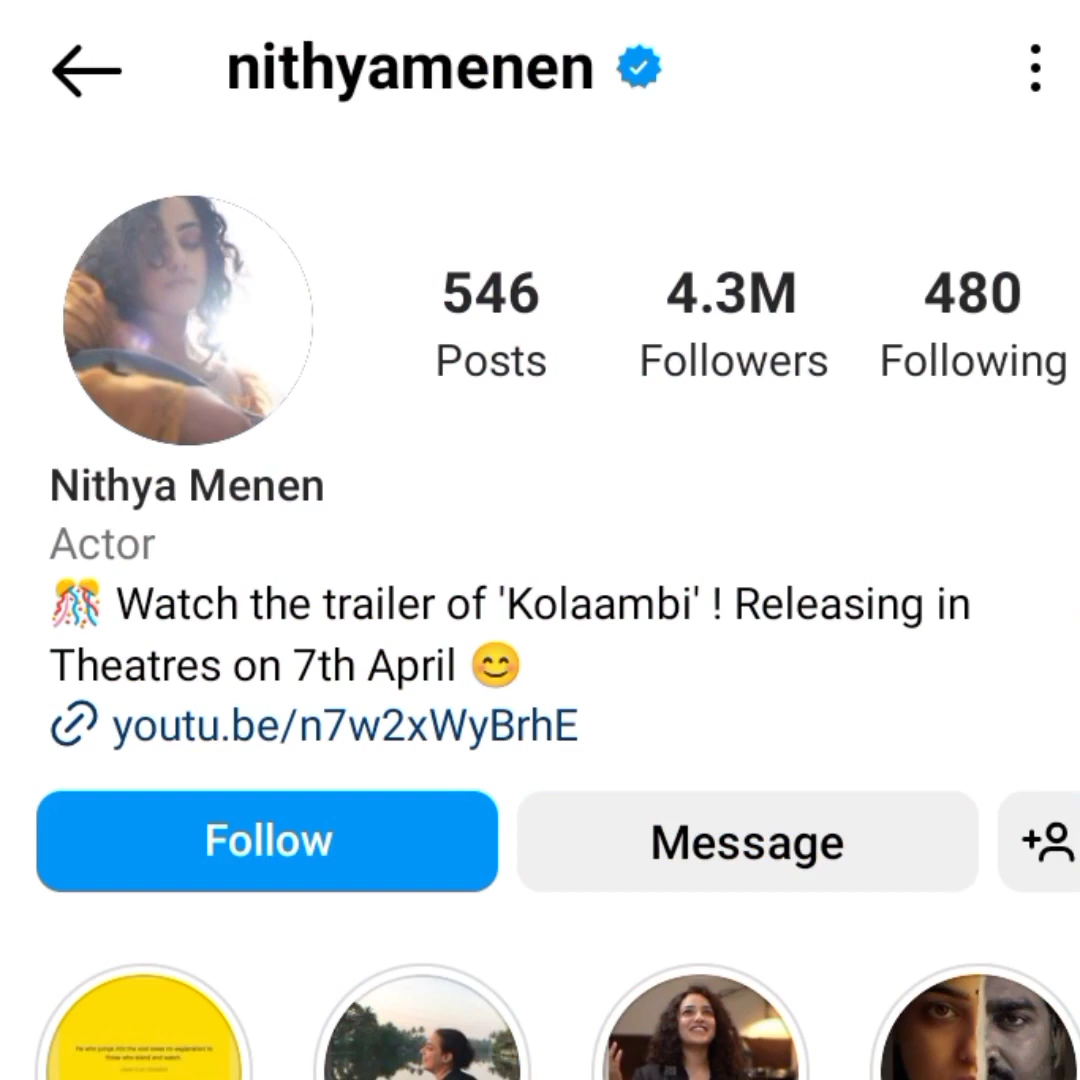 nithyamenen
546 4.3M 480
Posts Followers Following
Nithya Menen
Actor
🎊 Watch the trailer of 'Kolaambi' ! Releasing in
Theatres on 7th April 😊
youtu.be/n7w2xWyBrhE
Follow Message